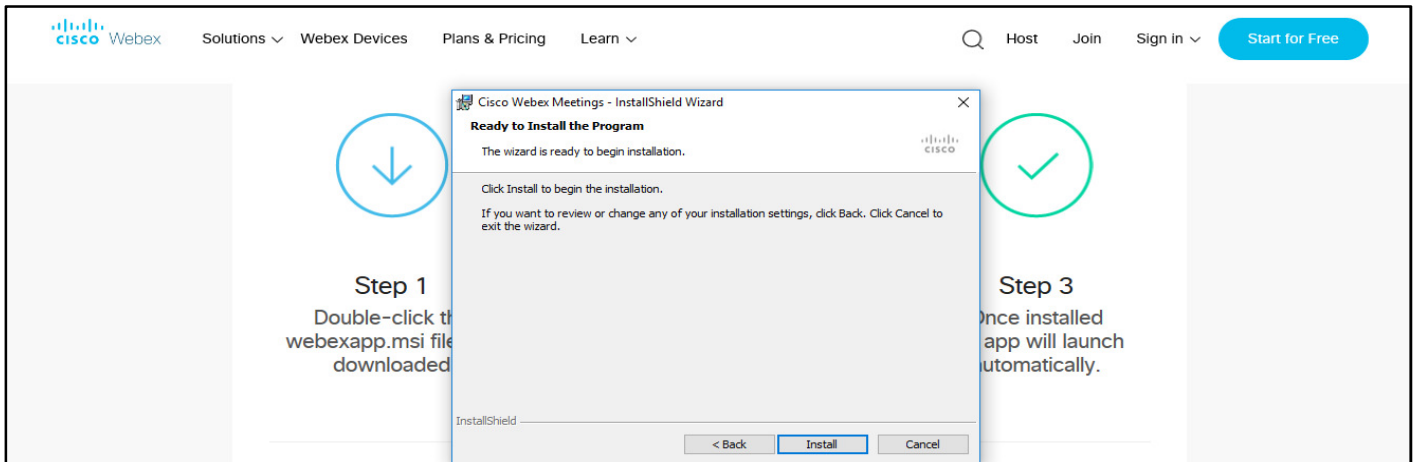 cisco Webex Solutions Webex Devices Plans & Pricing Learn Host Join Sign in Start for Free
Cisco Webex Meetings - InstallShield Wizard
Ready to Install the Program
The wizard is ready to begin installation.
cisco
Click Install to begin the installation.
If you want to review or change any of your installation settings, click Back. Click Cancel to
exit the wizard.
InstallShield
< Back Install Cancel
Step 1
Double-click
webexapp.msi
downloaded
Step 3
installed
app will launch
automatically.